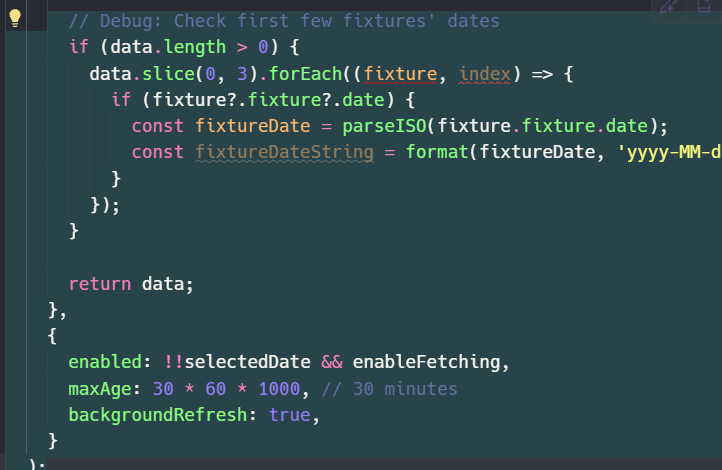 // Debug: Check first few fixtures' dates
if (data.length > 0) {
data.slice(0, 3).forEach((fixture, index) => {
if (fixture?.fixture?.date) {
const fixtureDate = parseISO(fixture.fixture.date);
const fixtureDateString = format(fixtureDate, 'yyyy-MM-d
}
});
}
return data;
},
{
enabled: !!selectedDate && enableFetching,
maxAge: 30 * 60 * 1000, // 30 minutes
backgroundRefresh: true,
}
);